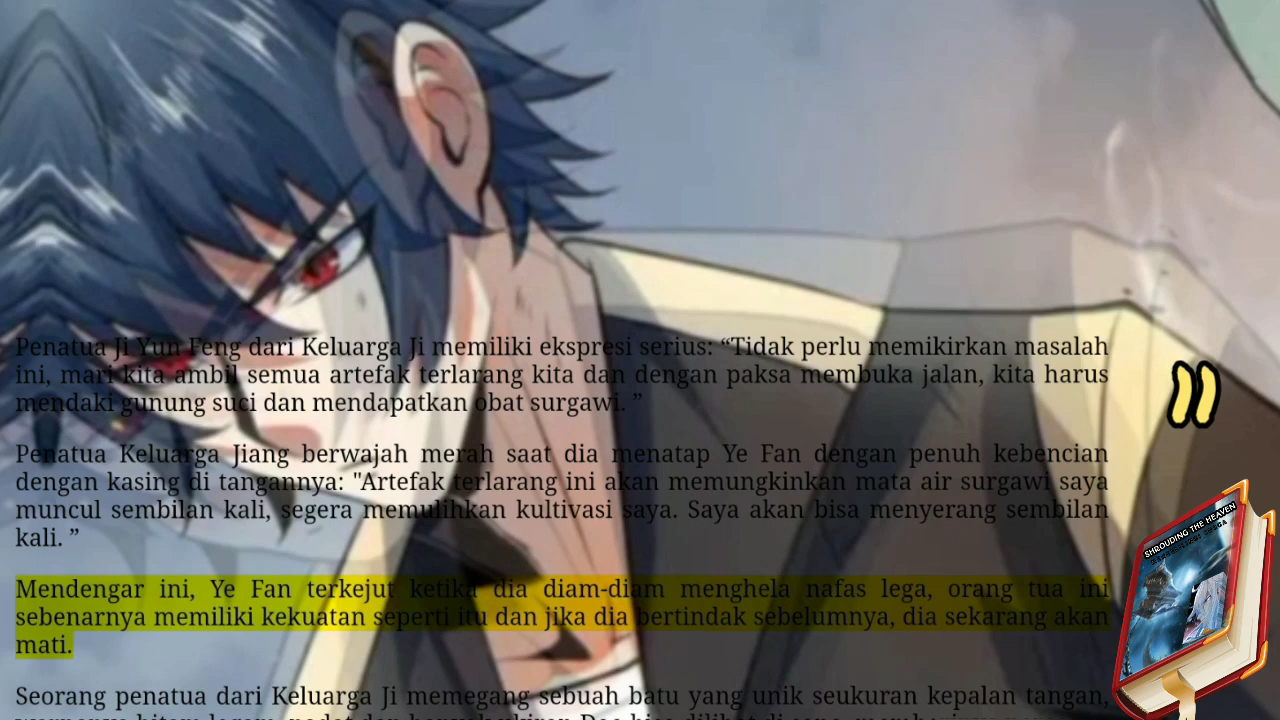 Penatua Ji Yun Feng dari Keluarga Ji memiliki ekspresi serius: “Tidak perlu memikirkan masalah
ini, mari kita ambil semua artefak terlarang kita dan dengan paksa membuka jalan, kita harus
mendaki gunung suci dan mendapatkan obat surgawi. ”
Penatua Keluarga Jiang berwajah merah saat dia menatap Ye Fan dengan penuh kebencian
dengan kasing di tangannya: "Artefak terlarang ini akan memungkinkan mata air surgawi saya
muncul sembilan kali, segera memulihkan kultivasi saya. Saya akan bisa menyerang sembilan
kali. ”
Mendengar ini, Ye Fan terkejut ketika dia diam-diam menghela nafas lega, orang tua ini
sebenarnya memiliki kekuatan seperti itu dan jika dia bertindak sebelumnya, dia sekarang akan
mati.
Seorang penatua dari Keluarga Ji memegang sebuah batu yang unik seukuran kepalan tangan,
SHROUDING THE HEAVEN